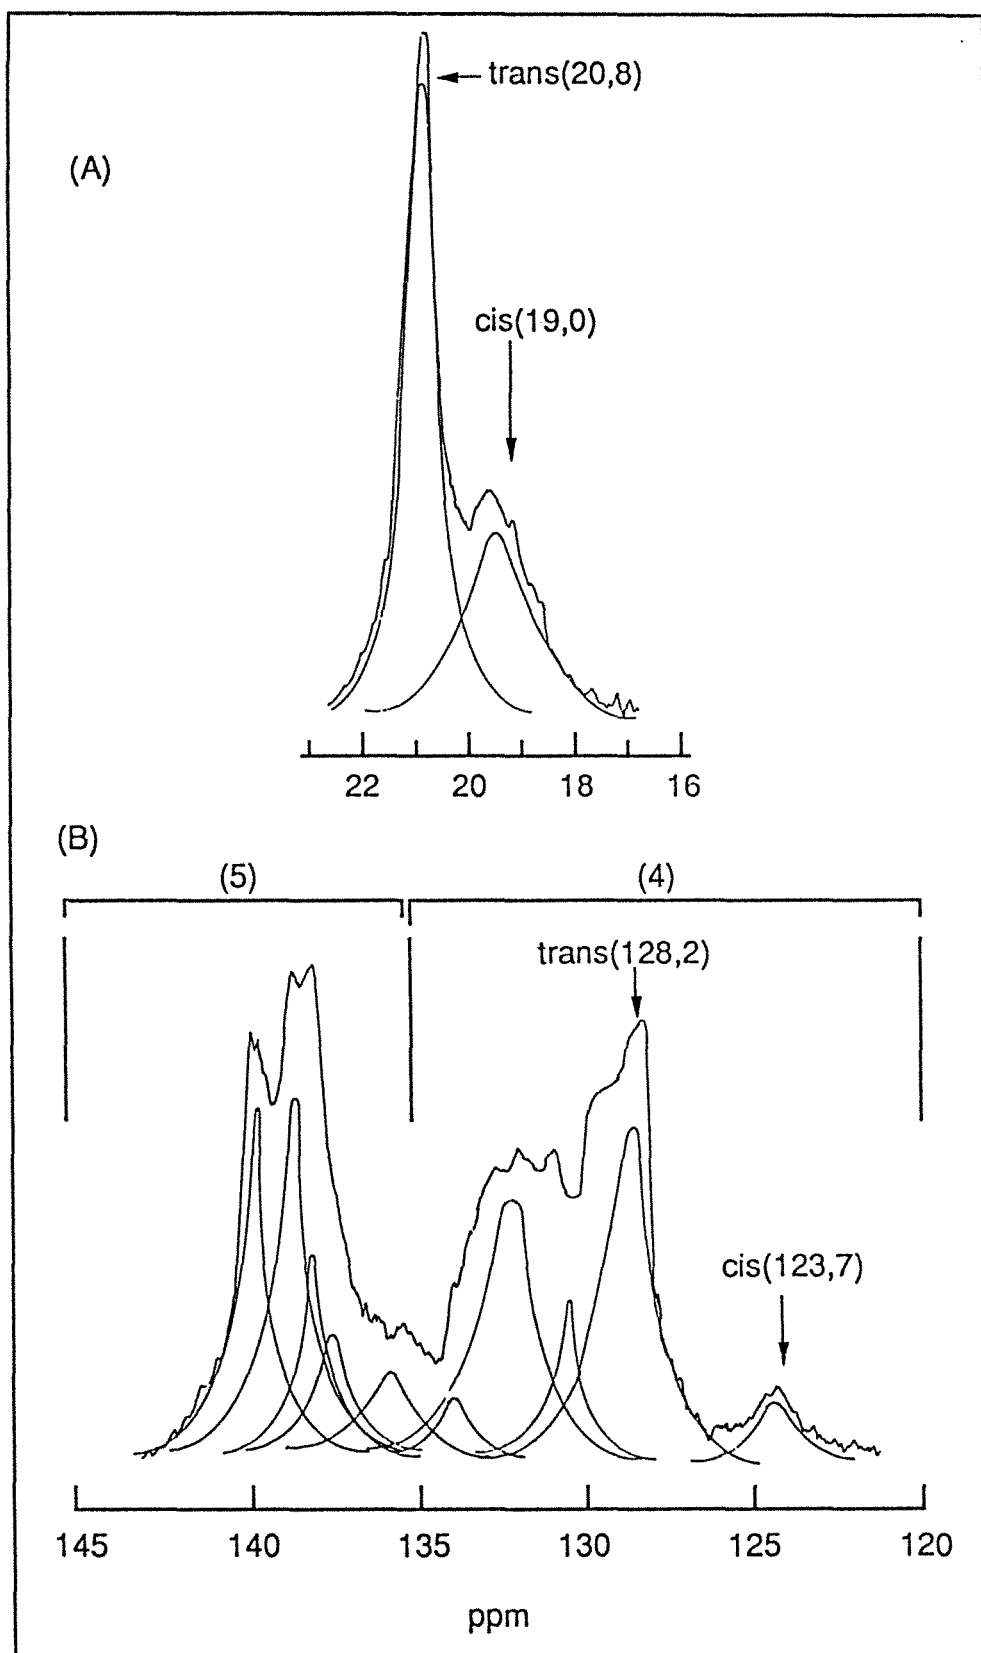 trans(20,8)
(A)
cis(19,0)
22 20 18 16
(B)
(5) (4)
trans(128,2)
cis(123,7)
145 140 135 130 125 120
ppm